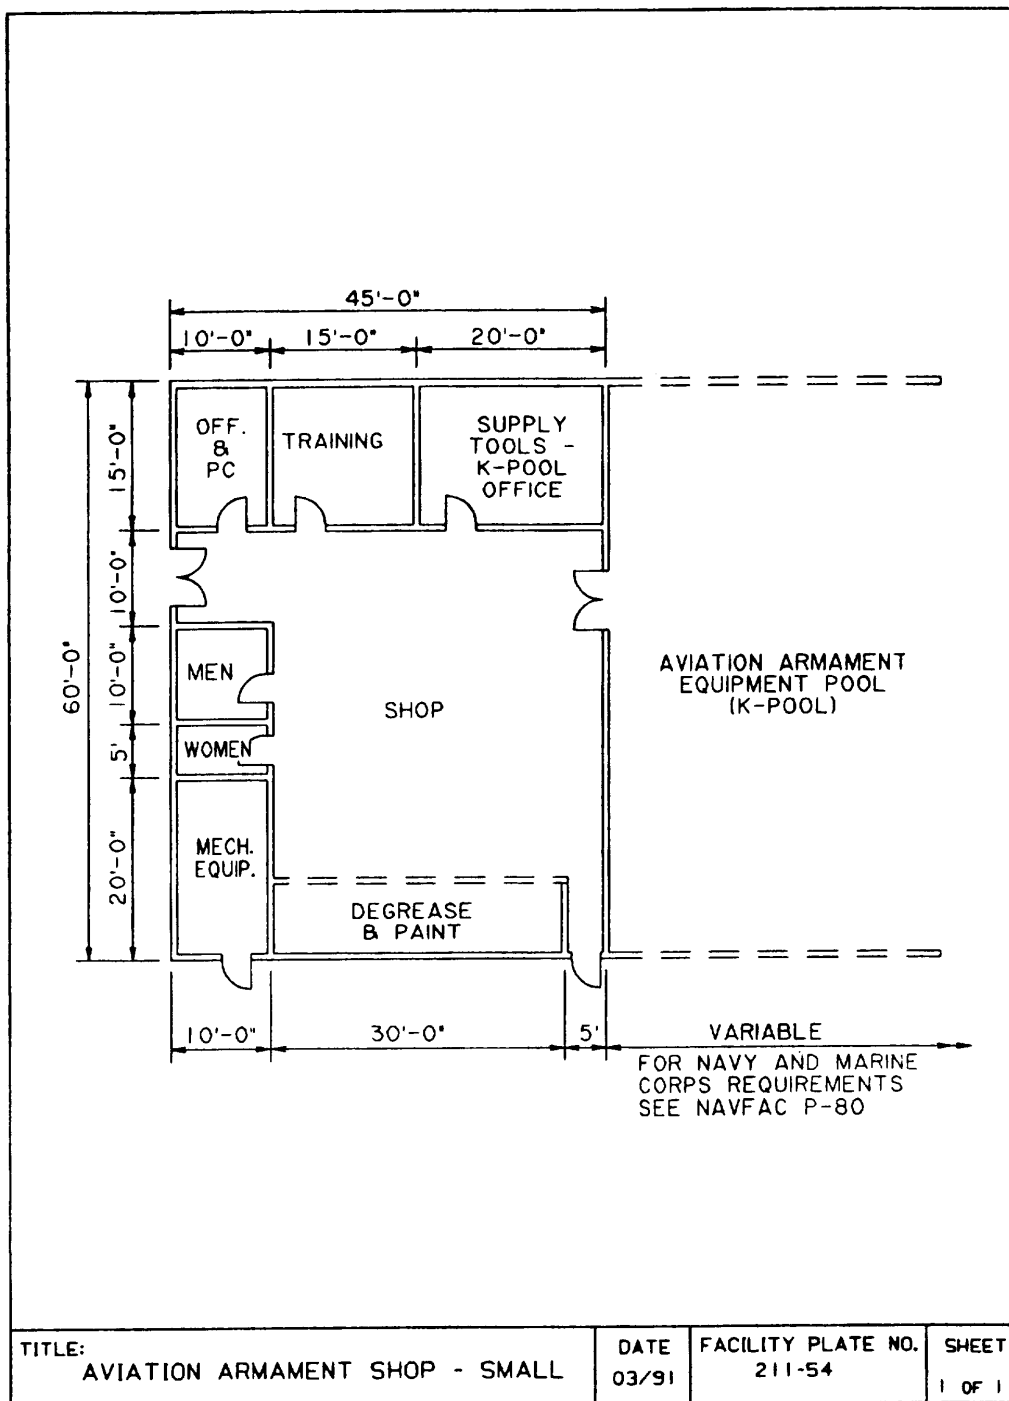 45'-0"
10'-0" 15'-0" 20'-0"
60'-0"
15'-0"
10'-0"
10'-0"
5'
20'-0"
OFF.
&
PC
TRAINING
SUPPLY
TOOLS -
K-POOL
OFFICE
MEN
WOMEN
SHOP
AVIATION ARMAMENT
EQUIPMENT POOL
(K-POOL)
MECH.
EQUIP.
DEGREASE
& PAINT
10'-0" 30'-0" 5' VARIABLE
FOR NAVY AND MARINE
CORPS REQUIREMENTS
SEE NAVFAC P-80
TITLE:
AVIATION ARMAMENT SHOP - SMALL
DATE
03/91
FACILITY PLATE NO.
211-54
SHEET
1 OF 1